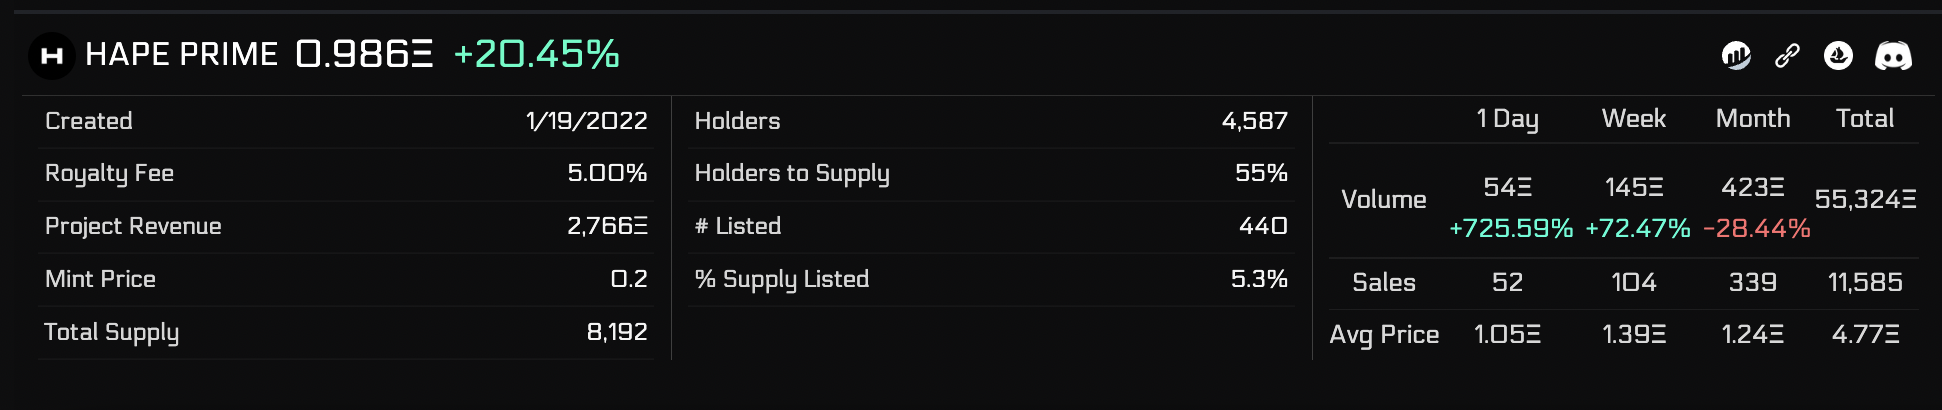 H HAPE PRIME 0.986Ξ +20.45%
Created 1/19/2022
Royalty Fee 5.00%
Project Revenue 2,766Ξ
Mint Price 0.2
Total Supply 8,192
Holders 4,587
Holders to Supply 55%
# Listed 440
% Supply Listed 5.3%
1 Day Week Month Total
Volume 54Ξ 145Ξ 423Ξ 55,324Ξ
+725.59% +72.47% -28.44%
Sales 52 104 339 11,585
Avg Price 1.05Ξ 1.39Ξ 1.24Ξ 4.77Ξ